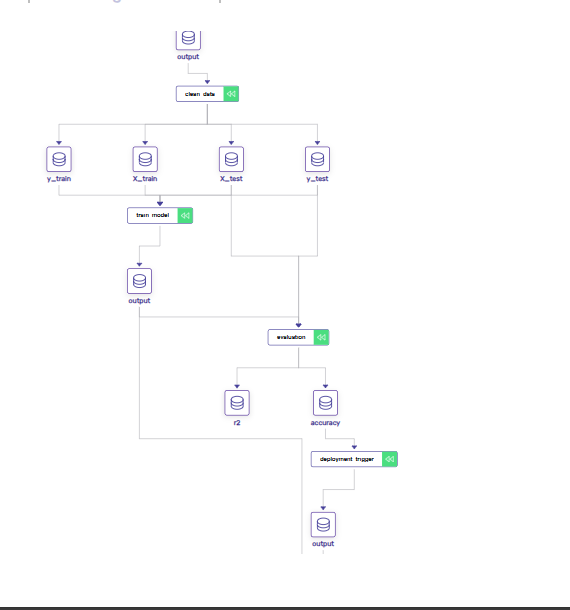 output
clean data
y_train
X_train
X_test
y_test
train model
output
evaluation
r2
accuracy
deployment trigger
output